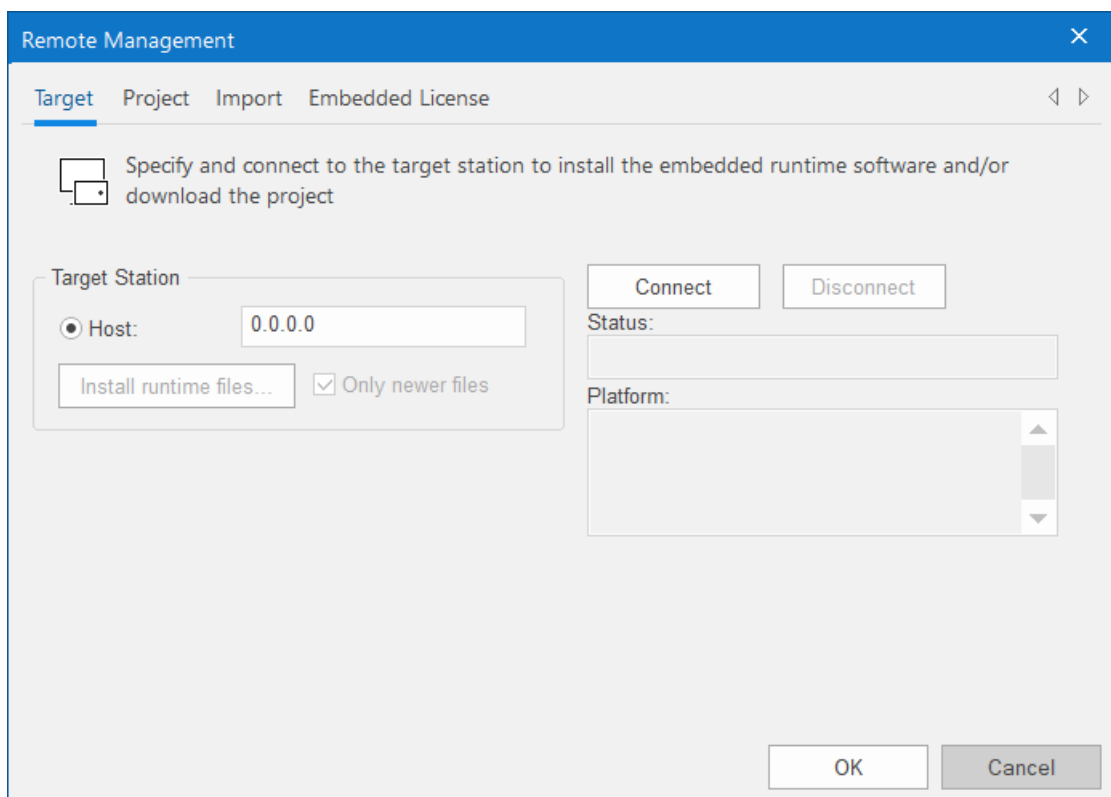 Remote Management
Target Project Import Embedded License
Specify and connect to the target station to install the embedded runtime software and/or
download the project
Target Station
Host: 0.0.0.0
Install runtime files... Only newer files
Connect Disconnect
Status:
Platform:
OK Cancel